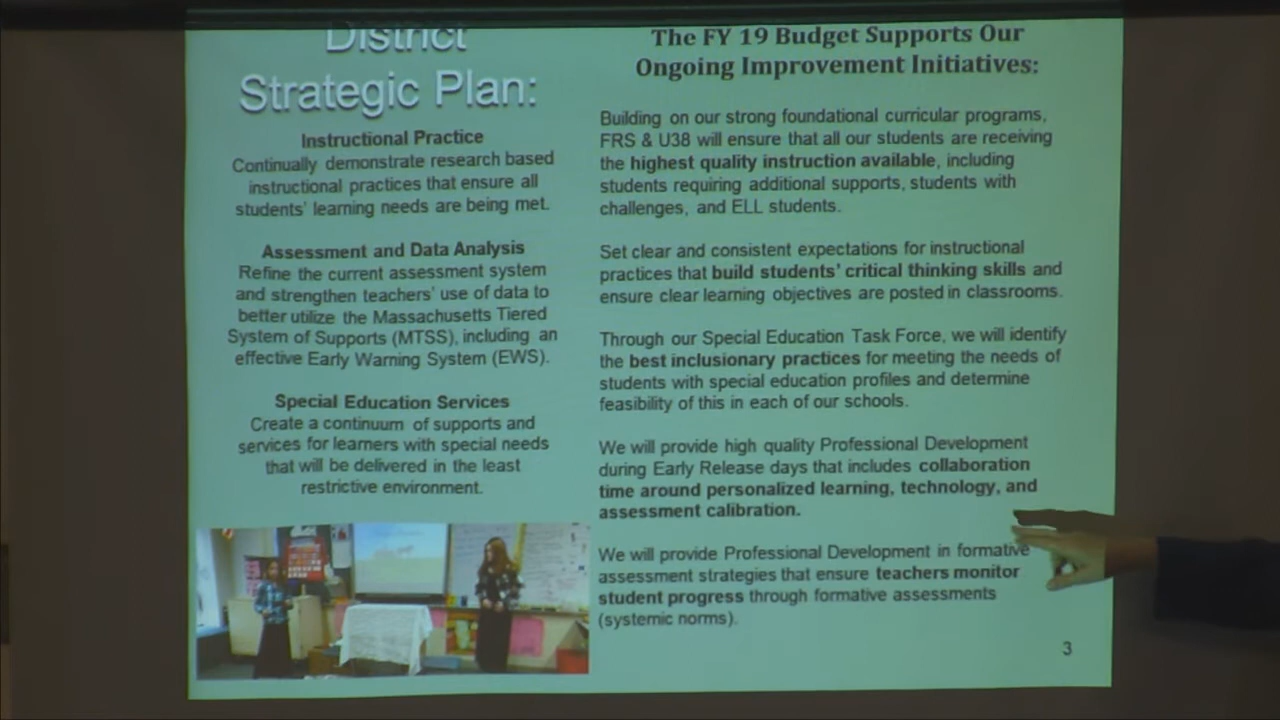 District
Strategic Plan:
Instructional Practice
Continually demonstrate research based
instructional practices that ensure all
students' learning needs are being met.
Assessment and Data Analysis
Refine the current assessment system
and strengthen teachers' use of data to
better utilize the Massachusetts Tiered
System of Supports (MTSS), including an
effective Early Warning System (EWS).
Special Education Services
Create a continuum of supports and
services for learners with special needs
that will be delivered in the least
restrictive environment.
The FY 19 Budget Supports Our
Ongoing Improvement Initiatives:
Building on our strong foundational curricular programs,
FRS & U38 will ensure that all our students are receiving
the highest quality instruction available, including
students requiring additional supports, students with
challenges, and ELL students.
Set clear and consistent expectations for instructional
practices that build students' critical thinking skills and
ensure clear learning objectives are posted in classrooms.
Through our Special Education Task Force, we will identify
the best inclusionary practices for meeting the needs of
students with special education profiles and determine
feasibility of this in each of our schools.
We will provide high quality Professional Development
during Early Release days that includes collaboration
time around personalized learning, technology, and
assessment calibration.
We will provide Professional Development in formative
assessment strategies that ensure teachers monitor
student progress through formative assessments
(systemic norms).
3